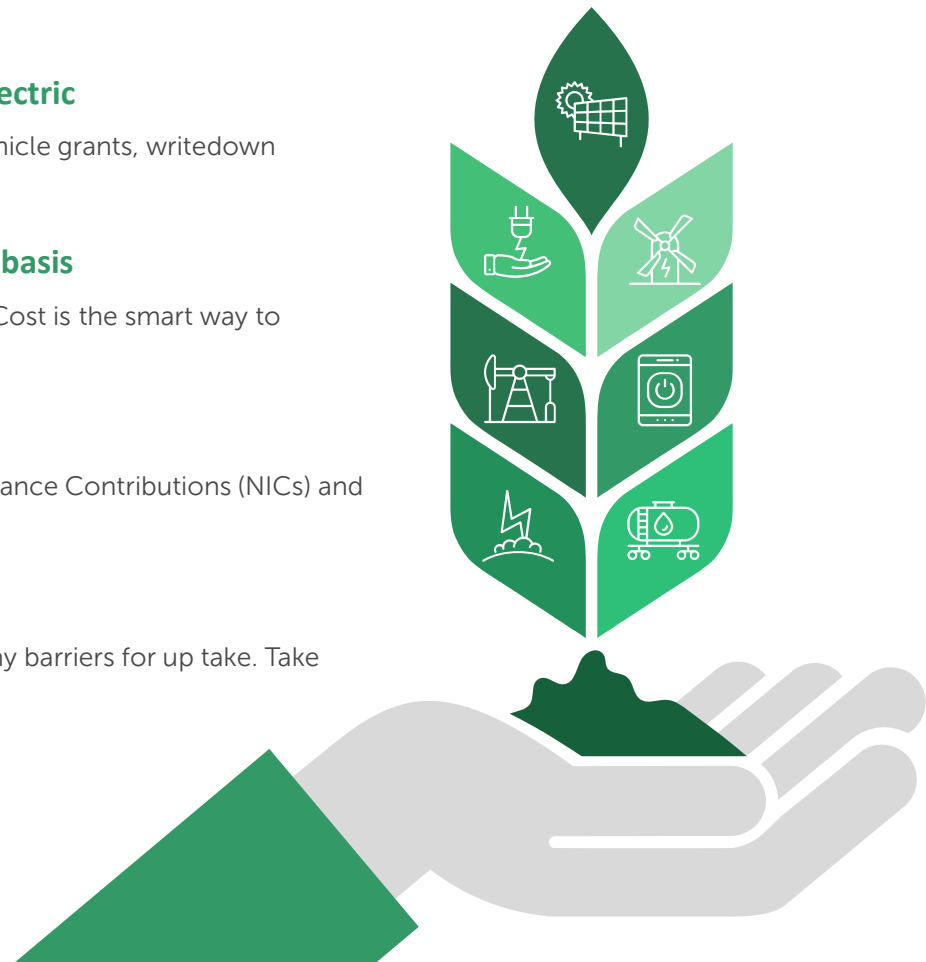 ectric
nicle grants, writedown
basis
Cost is the smart way to
ance Contributions (NICs) and
ny barriers for up take. Take